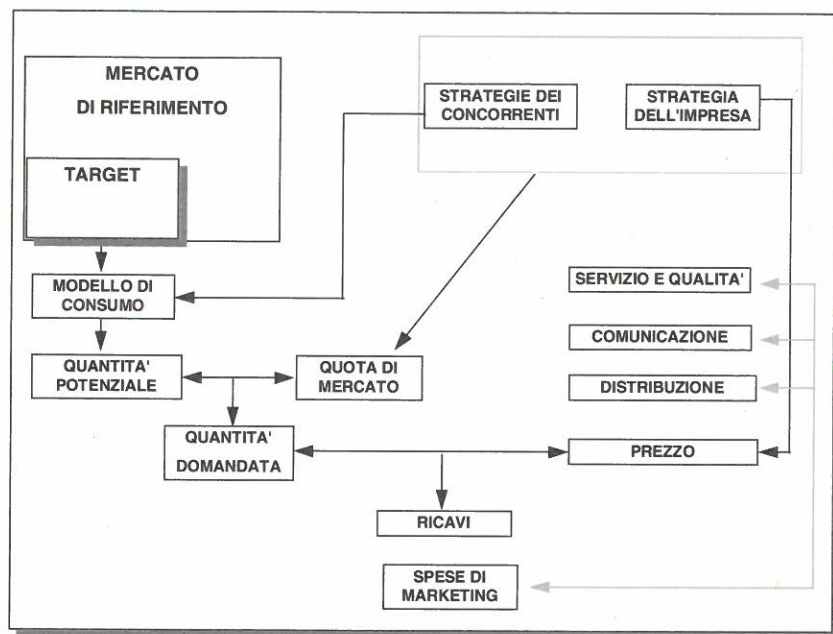 MERCATO
DI RIFERIMENTO
TARGET
STRATEGIE DEI
CONCORRENTI
STRATEGIA
DELL'IMPRESA
MODELLO DI
CONSUMO
SERVIZIO E QUALITA'
COMUNICAZIONE
QUANTITA'
POTENZIALE
QUOTA DI
MERCATO
DISTRIBUZIONE
QUANTITA'
DOMANDATA
PREZZO
RICAVI
SPESE DI
MARKETING